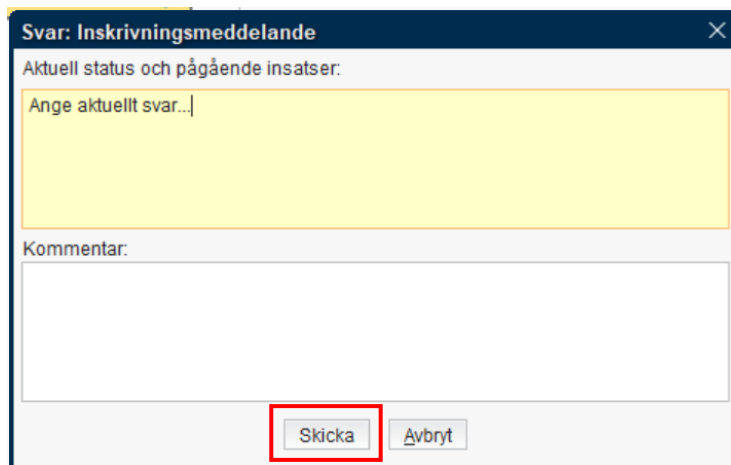 Svar: Inskrivningsmeddelande
Aktuell status och pågående insatser:
Ange aktuellt svar...
Kommentar:
Skicka Avbryt